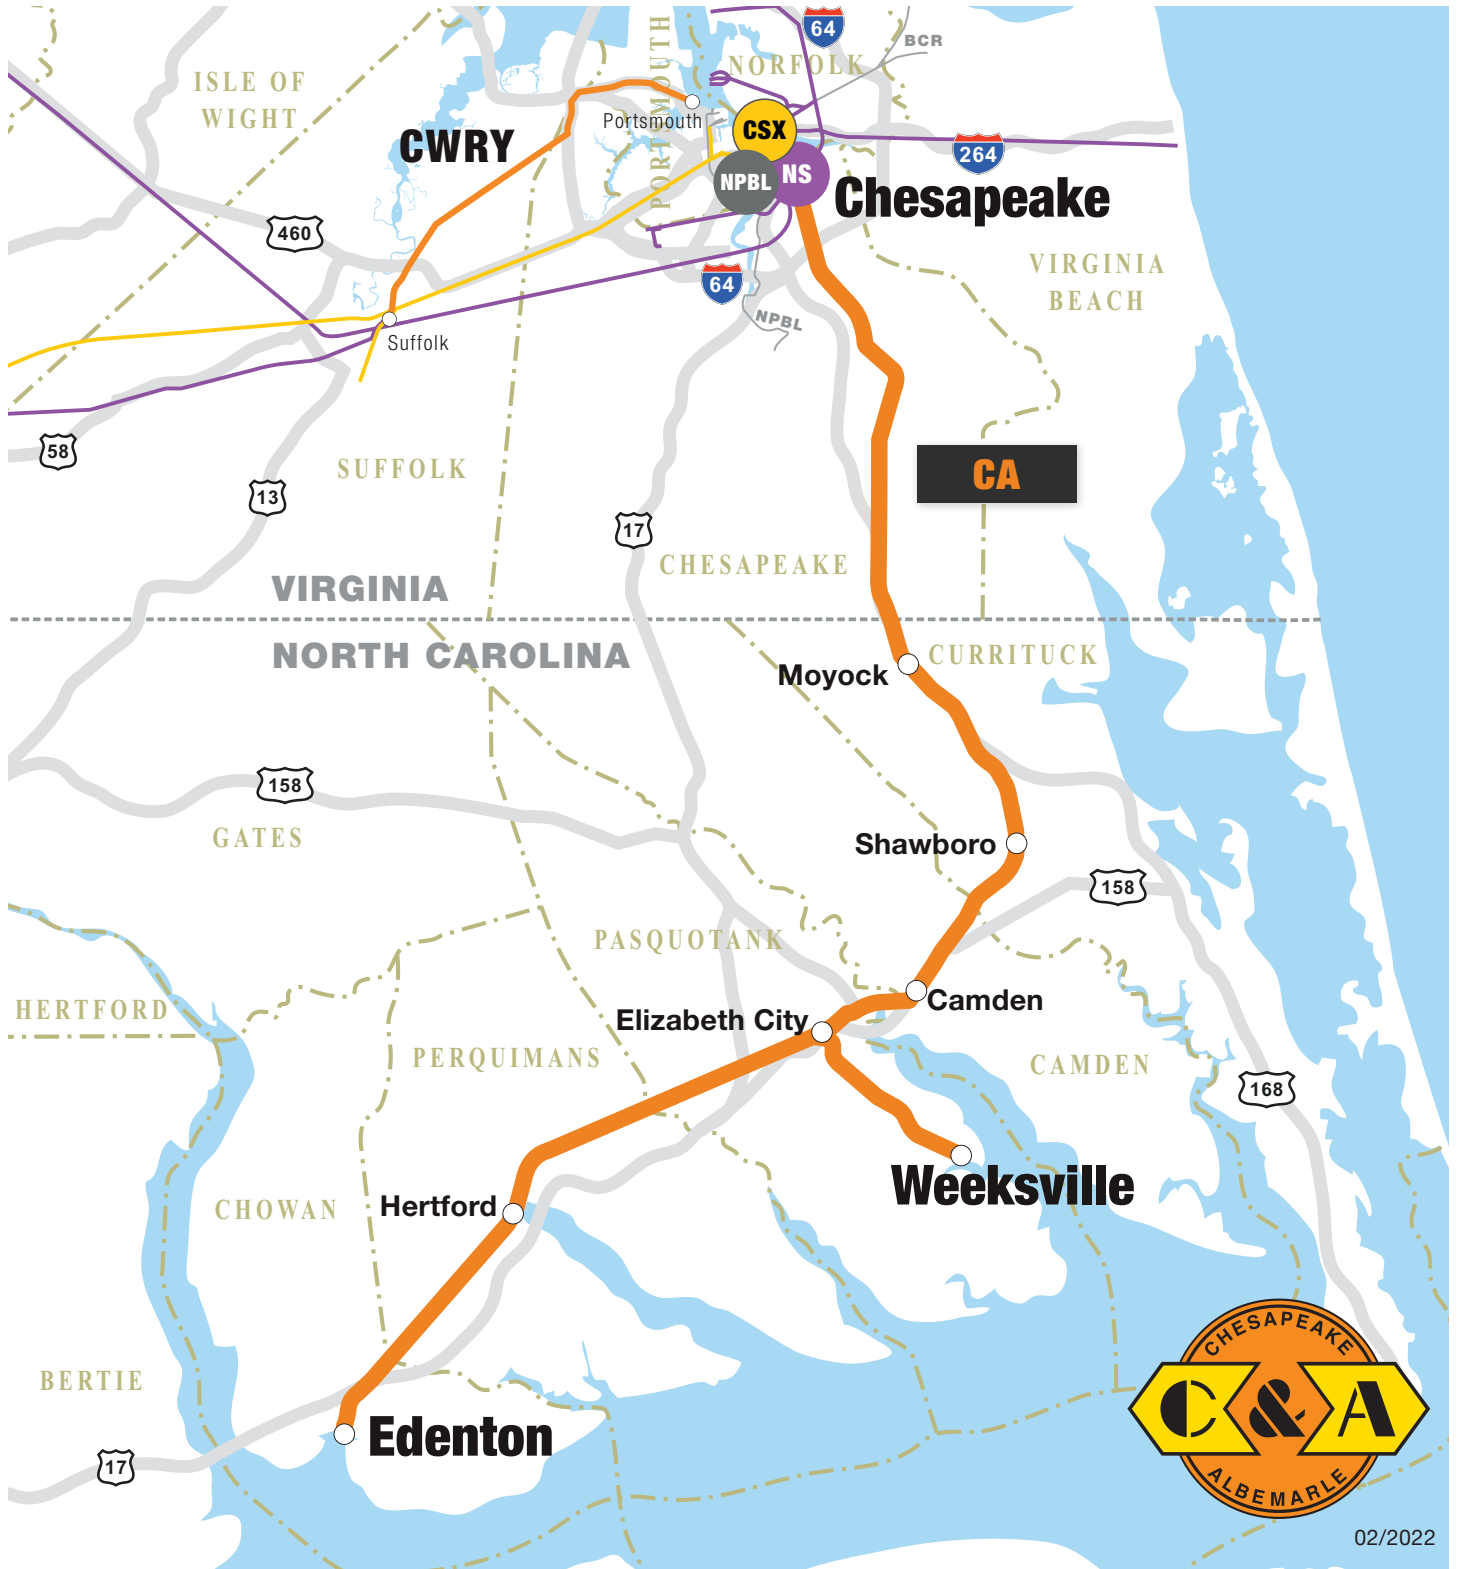 64
BCR
NORFOLK
ISLE OF
WIGHT
PORTSMOUTH
Portsmouth
CSX
CWRY
264
NPBL
NS
Chesapeake
460
VIRGINIA
BEACH
64
NPBL
Suffolk
58
SUFFOLK
CA
13
17
CHESAPEAKE
VIRGINIA
NORTH CAROLINA
CURRITUCK
Moyock
158
GATES
Shawboro
158
PASQUOTANK
HERTFORD
Camden
Elizabeth City
PERQUIMANS
CAMDEN
168
Weeksville
CHOWAN
Hertford
BERTIE
Edenton
17
CHESAPEAKE
C&A
ALBEMARLE
02/2022